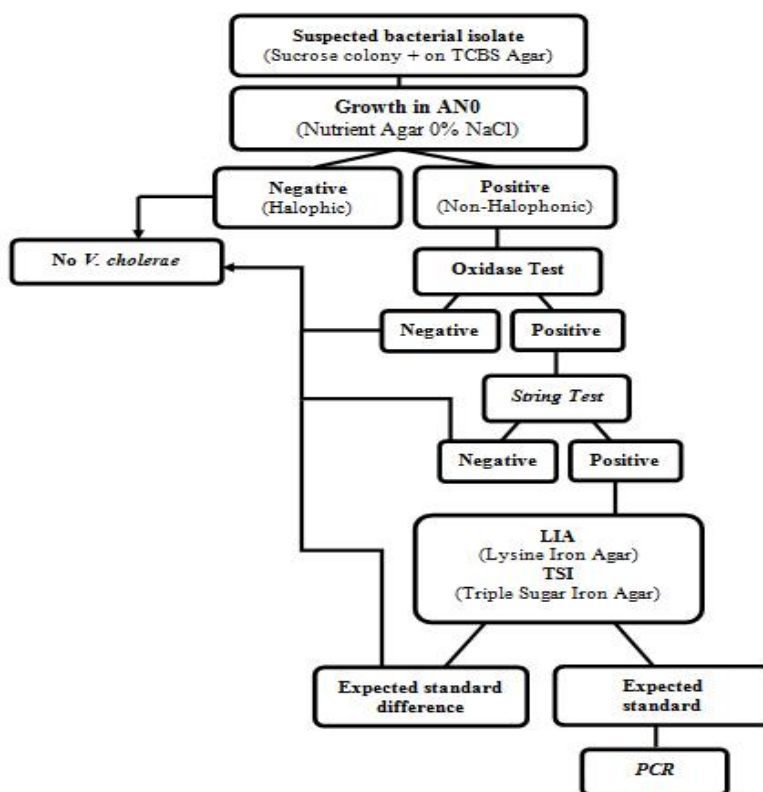 Suspected bacterial isolate
(Sucrose colony + on TCBS Agar)
Growth in AN0
(Nutrient Agar 0% NaCl)
Negative
(Halophic)
Positive
(Non-Halophonic)
No V. cholerae
Oxidase Test
Negative
Positive
String Test
Negative
Positive
LIA
(Lysine Iron Agar)
TSI
(Triple Sugar Iron Agar)
Expected standard
difference
Expected
standard
PCR